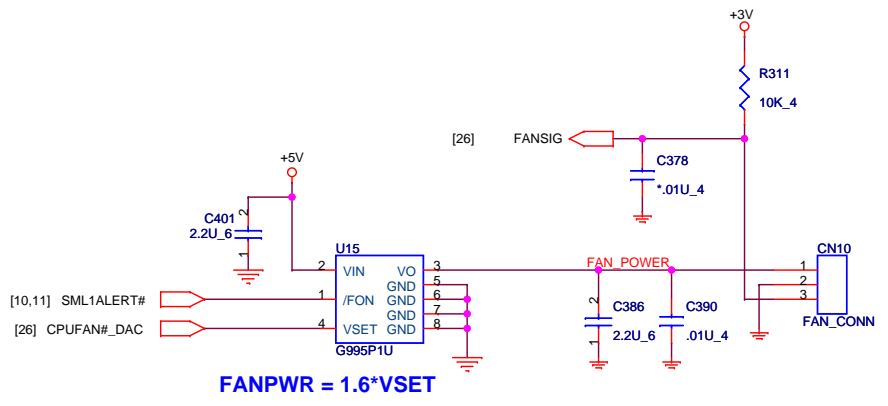 +3V
R311
10K_4
[26] FANSIG
C378
*.01U_4
+5V
C401
2
1
2.2U_6
U15
2 VIN VO 3
GND 5
[10,11] SML1ALERT# 1 /FON GND 6
GND 7
[26] CPUFAN#_DAC 4 VSET GND 8
G995P1U
FAN_POWER
C386
2
1
2.2U_6
C390
.01U_4
CN10
1
2
3
FAN_CONN
FANPWR = 1.6*VSET